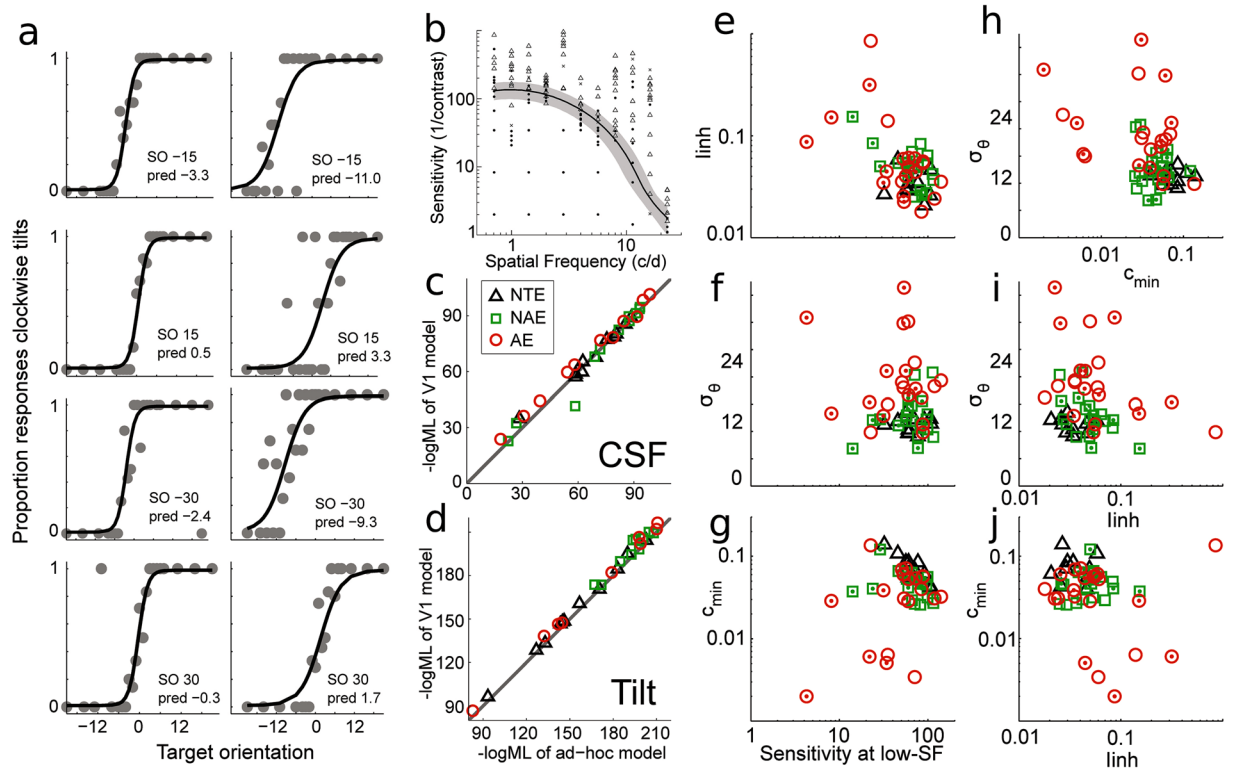 a
1
0
SO −15
pred −3.3
SO −15
pred −11.0
1
0
SO 15
pred 0.5
SO 15
pred 3.3
1
0
SO −30
pred −2.4
SO −30
pred −9.3
1
0
SO 30
pred −0.3
SO 30
pred 1.7
−12 0 12
−12 0 12
Target orientation
Proportion responses clockwise tilts
b
Sensitivity (1/contrast)
100
10
1
1 10
Spatial Frequency (c/d)
c
NTE
NAE
AE
-logML of V1 model
90
60
30
0
0 30 60 90
CSF
d
-logML of V1 model
180
150
120
90
90 120 150 180 210
Tilt
-logML of ad-hoc model
e
Iinh
0.1
0.01
f
σθ
24
12
0
g
cmin
0.1
0.01
1 10 100
Sensitivity at low-SF
h
σθ
24
12
0
0.01 0.1
cmin
i
σθ
24
12
0
0.01 0.1
Iinh
j
cmin
0.1
0.01
0.01 0.1
Iinh